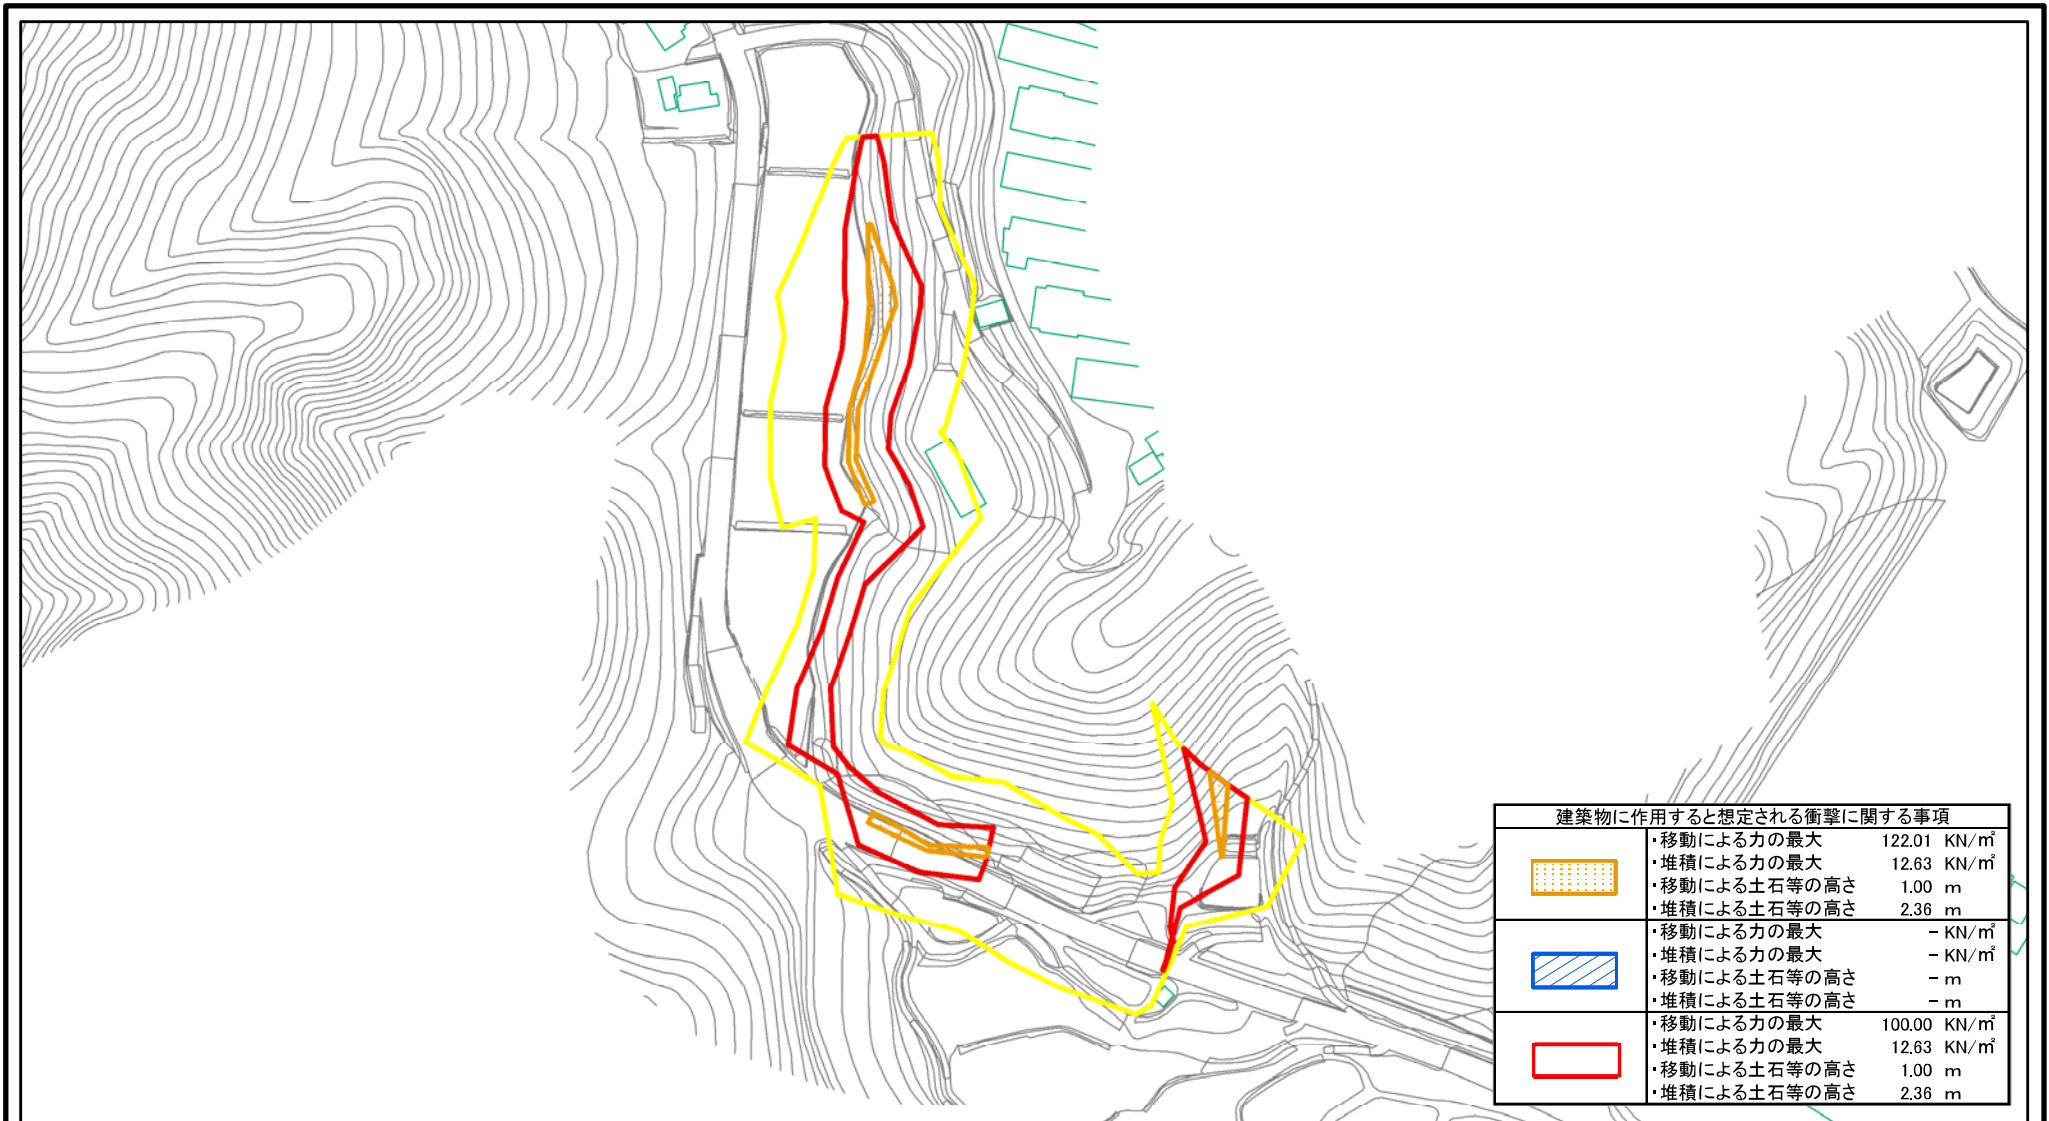 建築物に作用すると想定される衝撃に関する事項
・移動による力の最大 122.01 KN/㎡
・堆積による力の最大 12.63 KN/㎡
・移動による土石等の高さ 1.00 m
・堆積による土石等の高さ 2.36 m
・移動による力の最大 - KN/㎡
・堆積による力の最大 - KN/㎡
・移動による土石等の高さ - m
・堆積による土石等の高さ - m
・移動による力の最大 100.00 KN/㎡
・堆積による力の最大 12.63 KN/㎡
・移動による土石等の高さ 1.00 m
・堆積による土石等の高さ 2.36 m